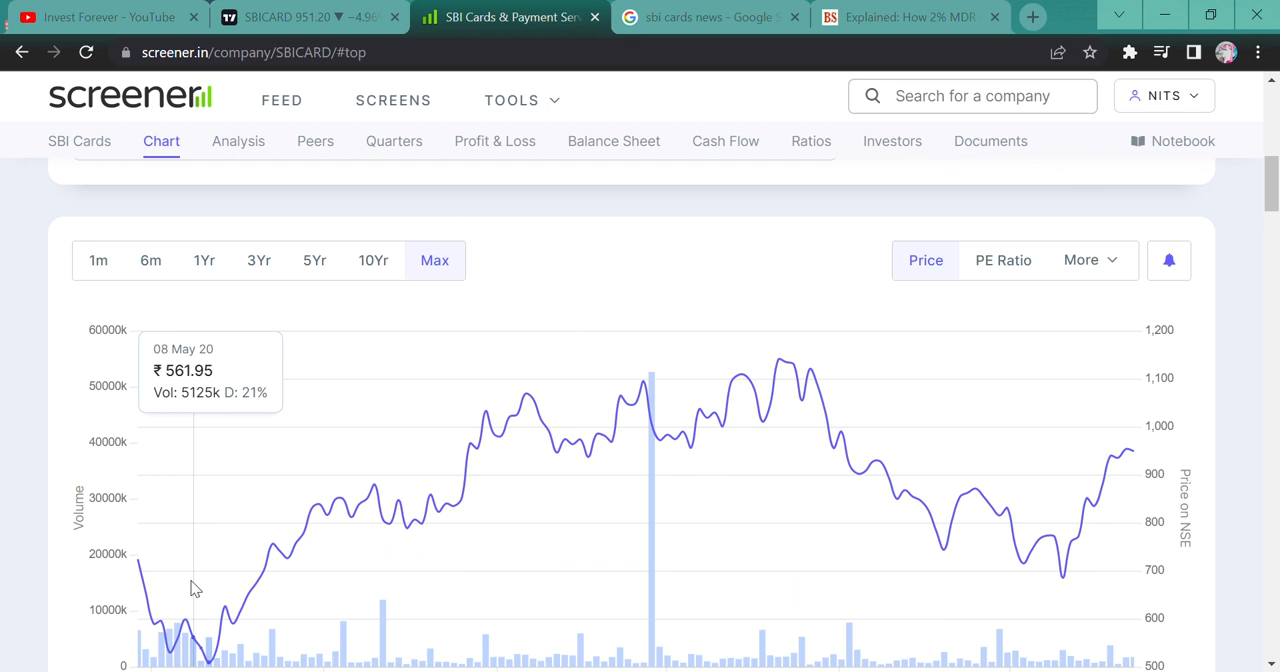 Invest Forever - YouTube
SBICARD 951.20 ▼ −4.96%
SBI Cards & Payment Serv
sbi cards news - Google S
BS Explained: How 2% MDR
screener.in/company/SBICARD/#top
screener
FEED
SCREENS
TOOLS
Search for a company
NITS
SBI Cards
Chart
Analysis
Peers
Quarters
Profit & Loss
Balance Sheet
Cash Flow
Ratios
Investors
Documents
Notebook
1m
6m
1Yr
3Yr
5Yr
10Yr
Max
Price
PE Ratio
More
60000k
50000k
40000k
30000k
20000k
10000k
0
Volume
08 May 20
₹ 561.95
Vol: 5125k D: 21%
1,200
1,100
1,000
900
800
700
600
500
Price on NSE